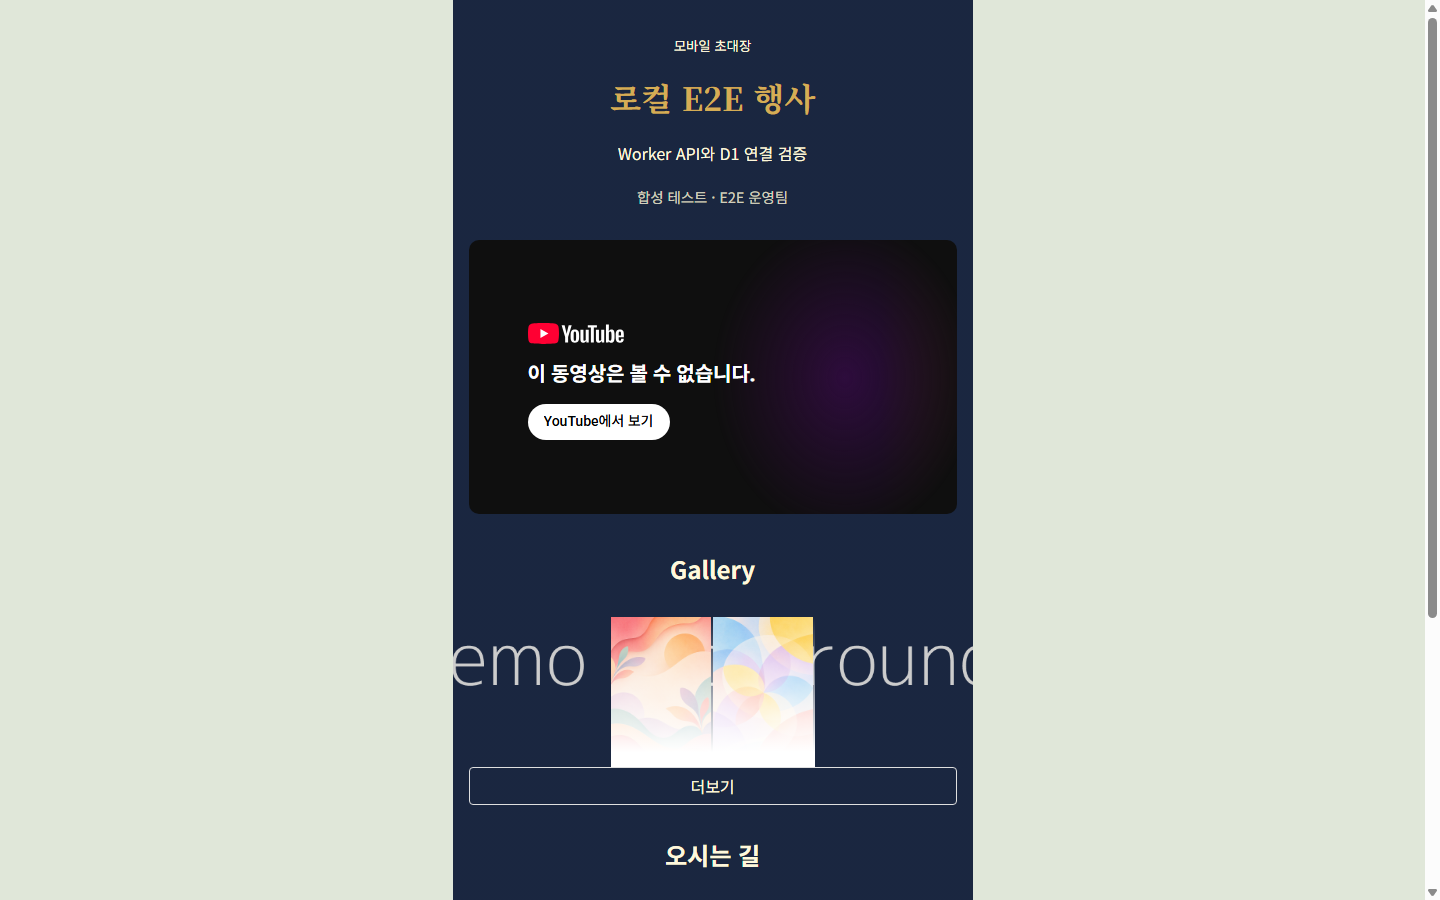 모바일 초대장
로컬 E2E 행사
Worker API와 D1 연결 검증
합성 테스트 · E2E 운영팀
YouTube
이 동영상은 볼 수 없습니다.
YouTube에서 보기
Gallery
emo
roun
더보기
오시는 길